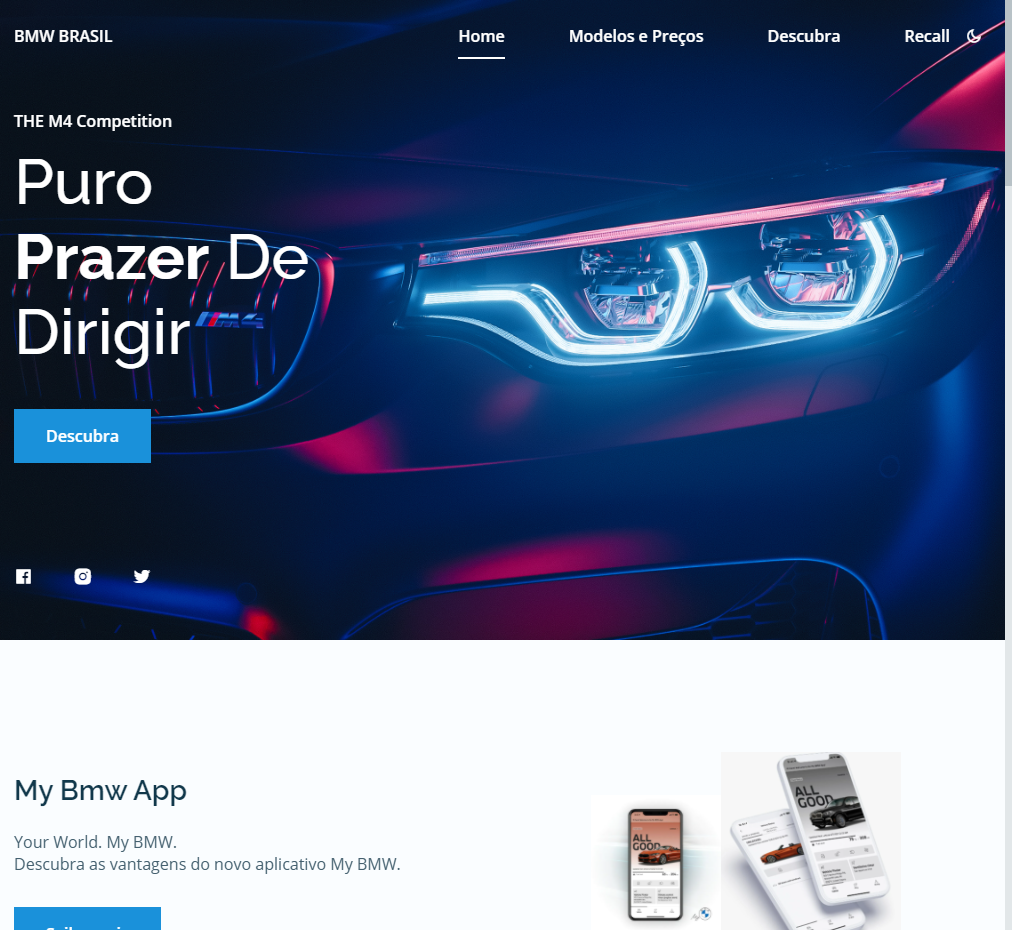 BMW BRASIL
Home
Modelos e Preços
Descubra
Recall
THE M4 Competition
Puro
Prazer De
Dirigir
M4
Descubra
My Bmw App
Your World. My BMW.
Descubra as vantagens do novo aplicativo My BMW.
ALL
GOOD
ALL
GOOD